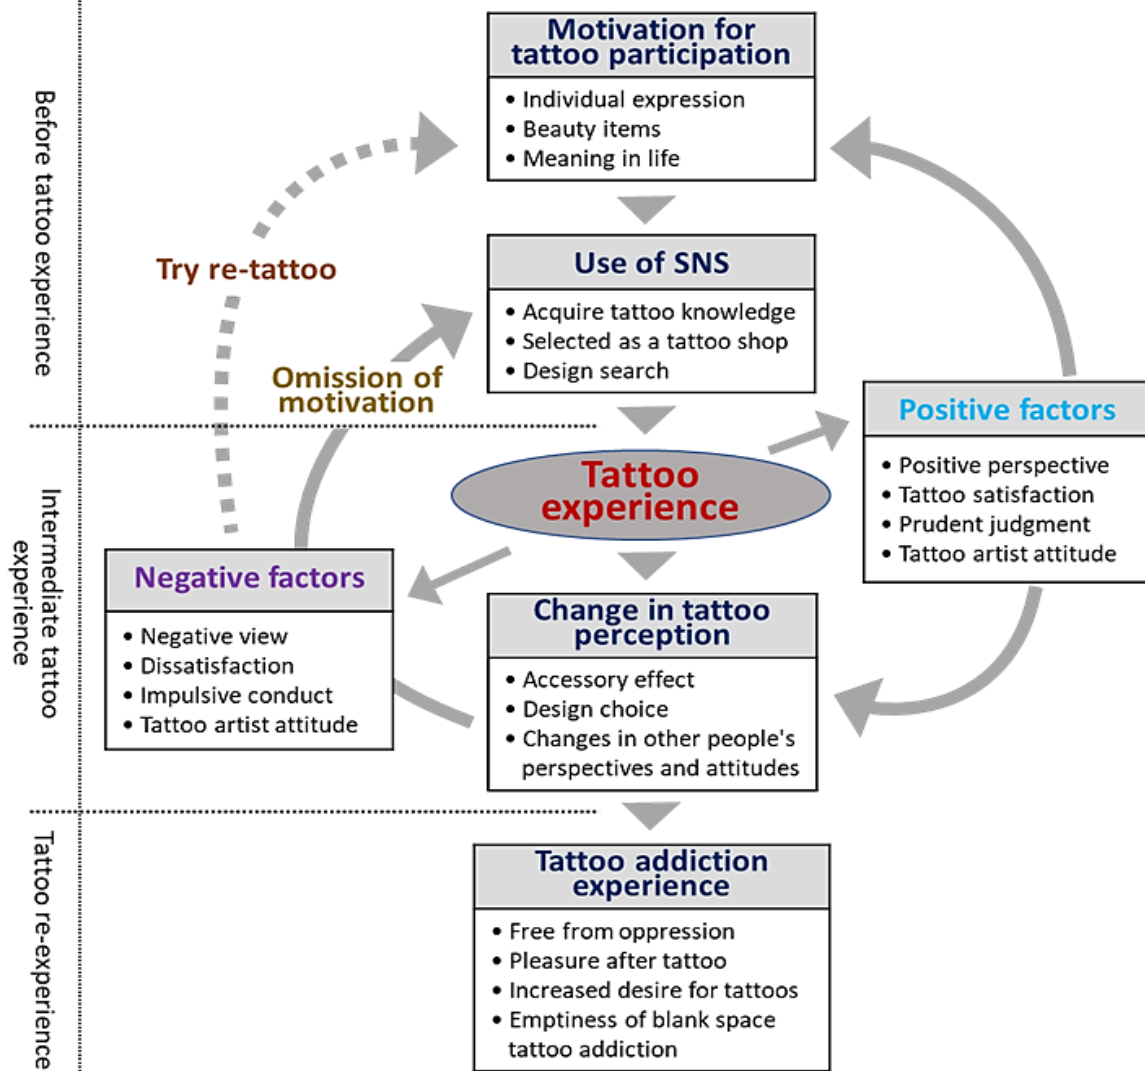 Before tattoo experience
Motivation for
tattoo participation
• Individual expression
• Beauty items
• Meaning in life
Use of SNS
• Acquire tattoo knowledge
• Selected as a tattoo shop
• Design search
Try re-tattoo
Omission of
motivation
Intermediate tattoo
experience
Tattoo
experience
Positive factors
• Positive perspective
• Tattoo satisfaction
• Prudent judgment
• Tattoo artist attitude
Negative factors
• Negative view
• Dissatisfaction
• Impulsive conduct
• Tattoo artist attitude
Change in tattoo
perception
• Accessory effect
• Design choice
• Changes in other people's
perspectives and attitudes
Tattoo re-experience
Tattoo addiction
experience
• Free from oppression
• Pleasure after tattoo
• Increased desire for tattoos
• Emptiness of blank space
tattoo addiction